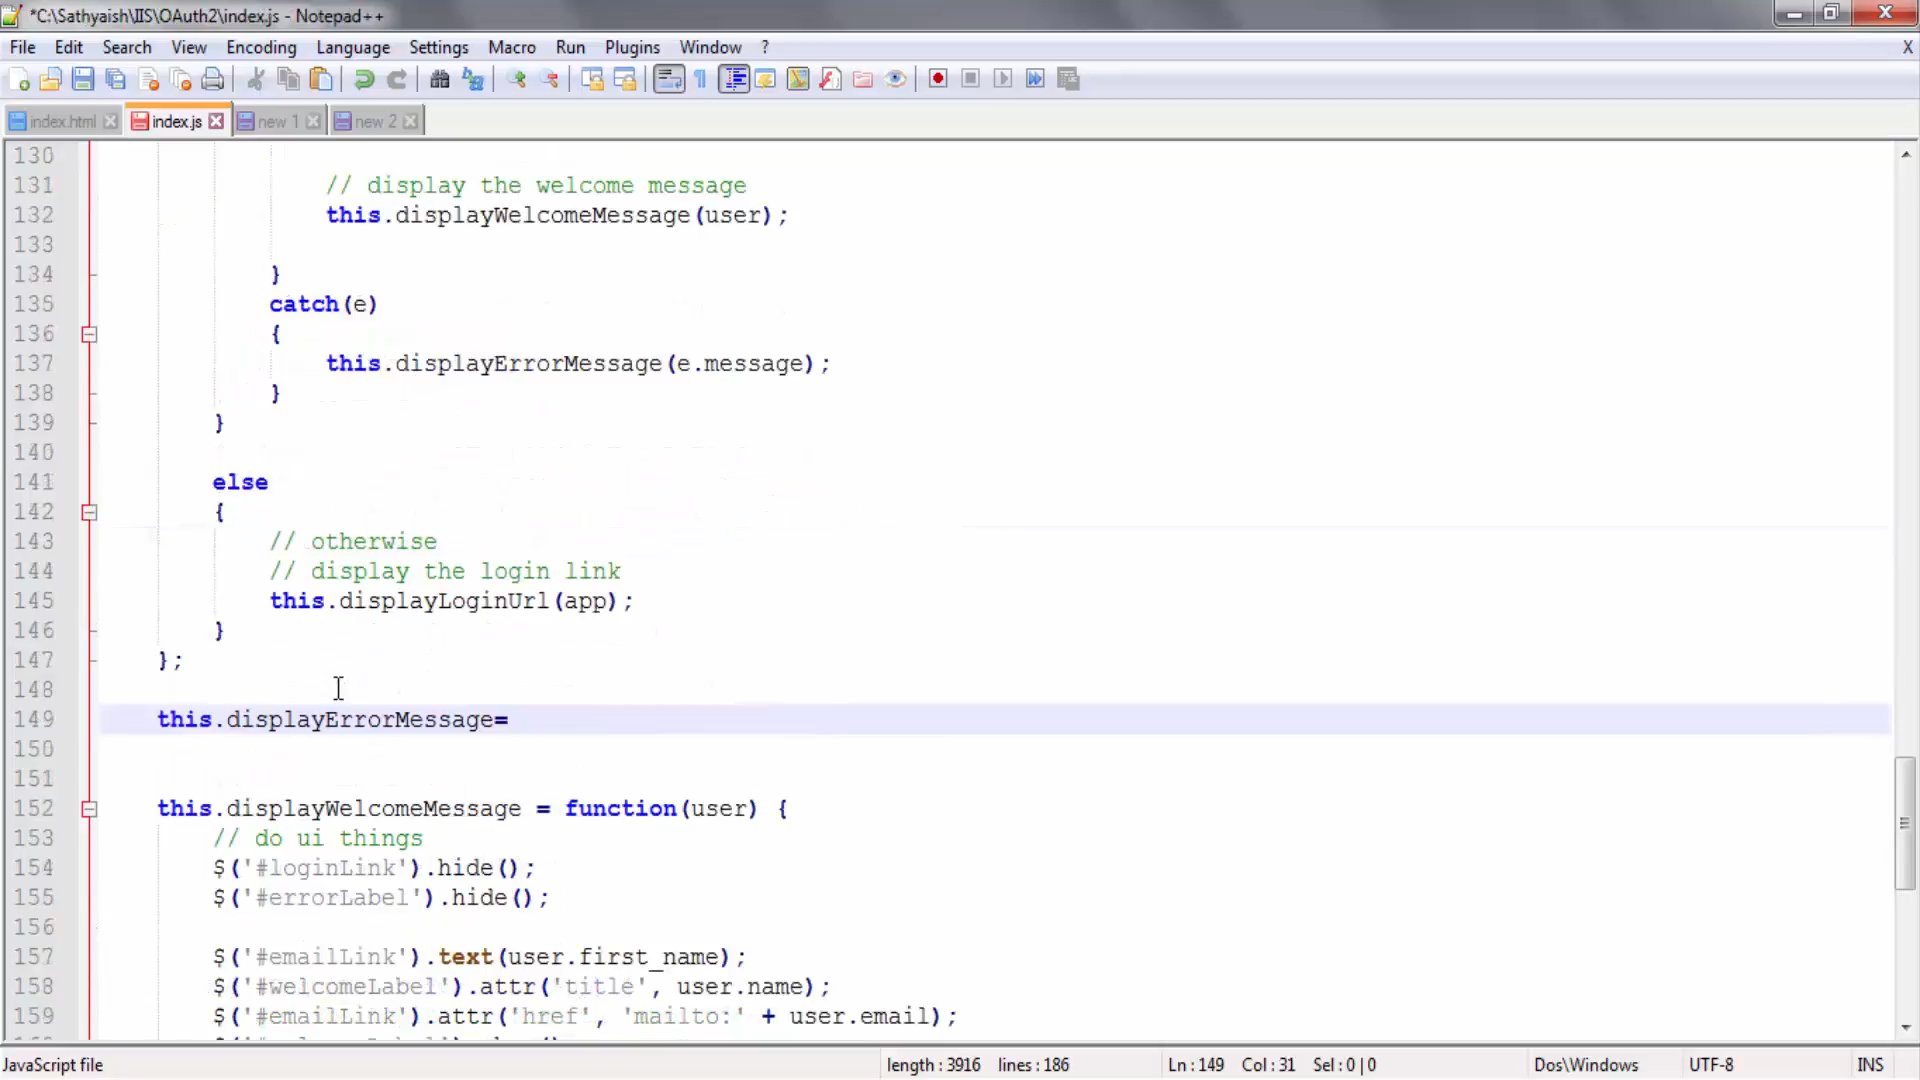 *C:\Sathyaish\IIS\OAuth2\index.js - Notepad++
File Edit Search View Encoding Language Settings Macro Run Plugins Window ? X
index.html index.js new 1 new 2
130
131 // display the welcome message
132 this.displayWelcomeMessage(user);
133
134 }
135 catch(e)
136 {
137 this.displayErrorMessage(e.message);
138 }
139 }
140
141 else
142 {
143 // otherwise
144 // display the login link
145 this.displayLoginUrl(app);
146 }
147 };
148
149 this.displayErrorMessage=
150
151
152 this.displayWelcomeMessage = function(user) {
153 // do ui things
154 $('#loginLink').hide();
155 $('#errorLabel').hide();
156
157 $('#emailLink').text(user.first_name);
158 $('#welcomeLabel').attr('title', user.name);
159 $('#emailLink').attr('href', 'mailto:' + user.email);
JavaScript file length : 3916 lines : 186 Ln : 149 Col : 31 Sel : 0 | 0 Dos\Windows UTF-8 INS